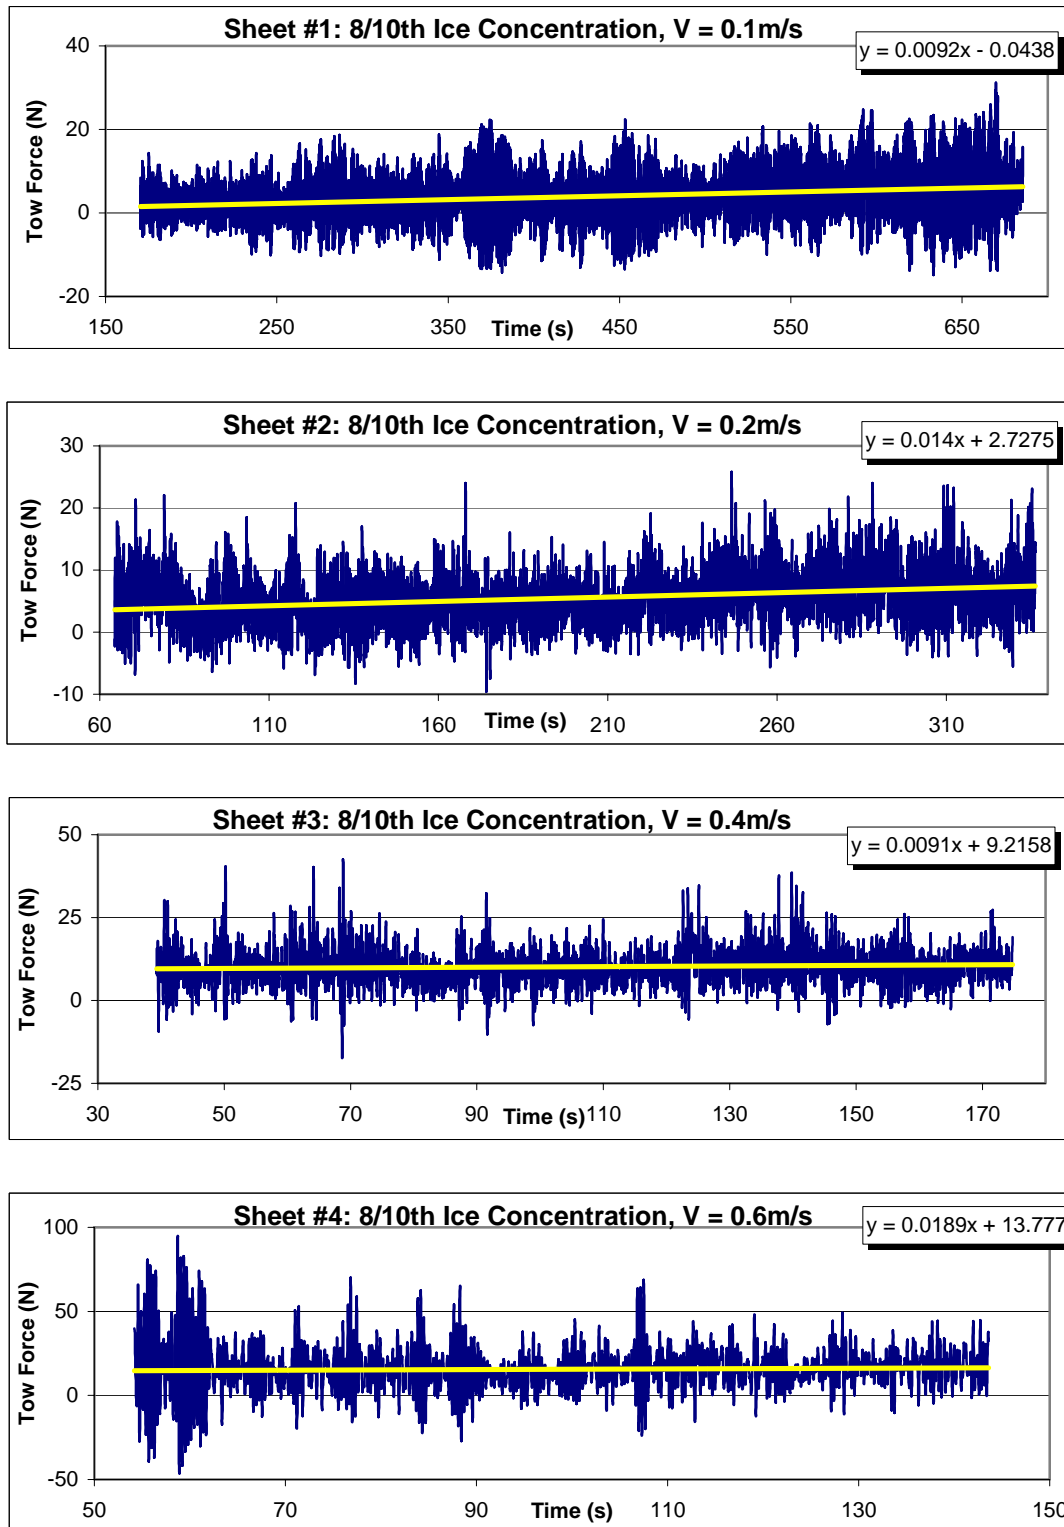 Sheet #1: 8/10th Ice Concentration, V = 0.1m/s
y = 0.0092x - 0.0438
Tow Force (N)
40
20
0
-20
150 250 350 450 550 650
Time (s)
Sheet #2: 8/10th Ice Concentration, V = 0.2m/s
y = 0.014x + 2.7275
Tow Force (N)
30
20
10
0
-10
60 110 160 210 260 310
Time (s)
Sheet #3: 8/10th Ice Concentration, V = 0.4m/s
y = 0.0091x + 9.2158
Tow Force (N)
50
25
0
-25
30 50 70 90 110 130 150 170
Time (s)
Sheet #4: 8/10th Ice Concentration, V = 0.6m/s
y = 0.0189x + 13.777
Tow Force (N)
100
50
0
-50
50 70 90 110 130 150
Time (s)